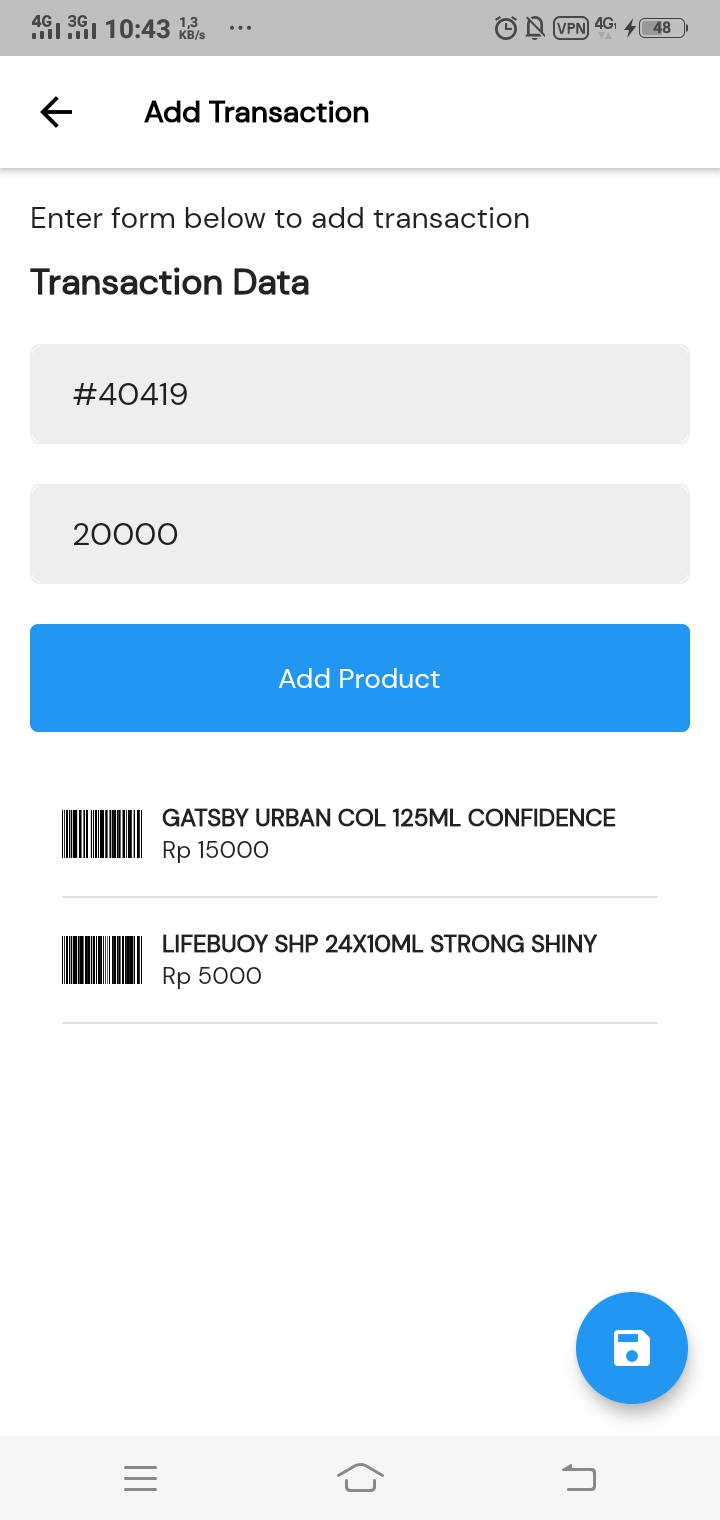 4G 3G 10:43 1,3 KB/s ... VPN 4G 48
Add Transaction
Enter form below to add transaction
Transaction Data
#40419
20000
Add Product
GATSBY URBAN COL 125ML CONFIDENCE
Rp 15000
LIFEBUOY SHP 24X10ML STRONG SHINY
Rp 5000